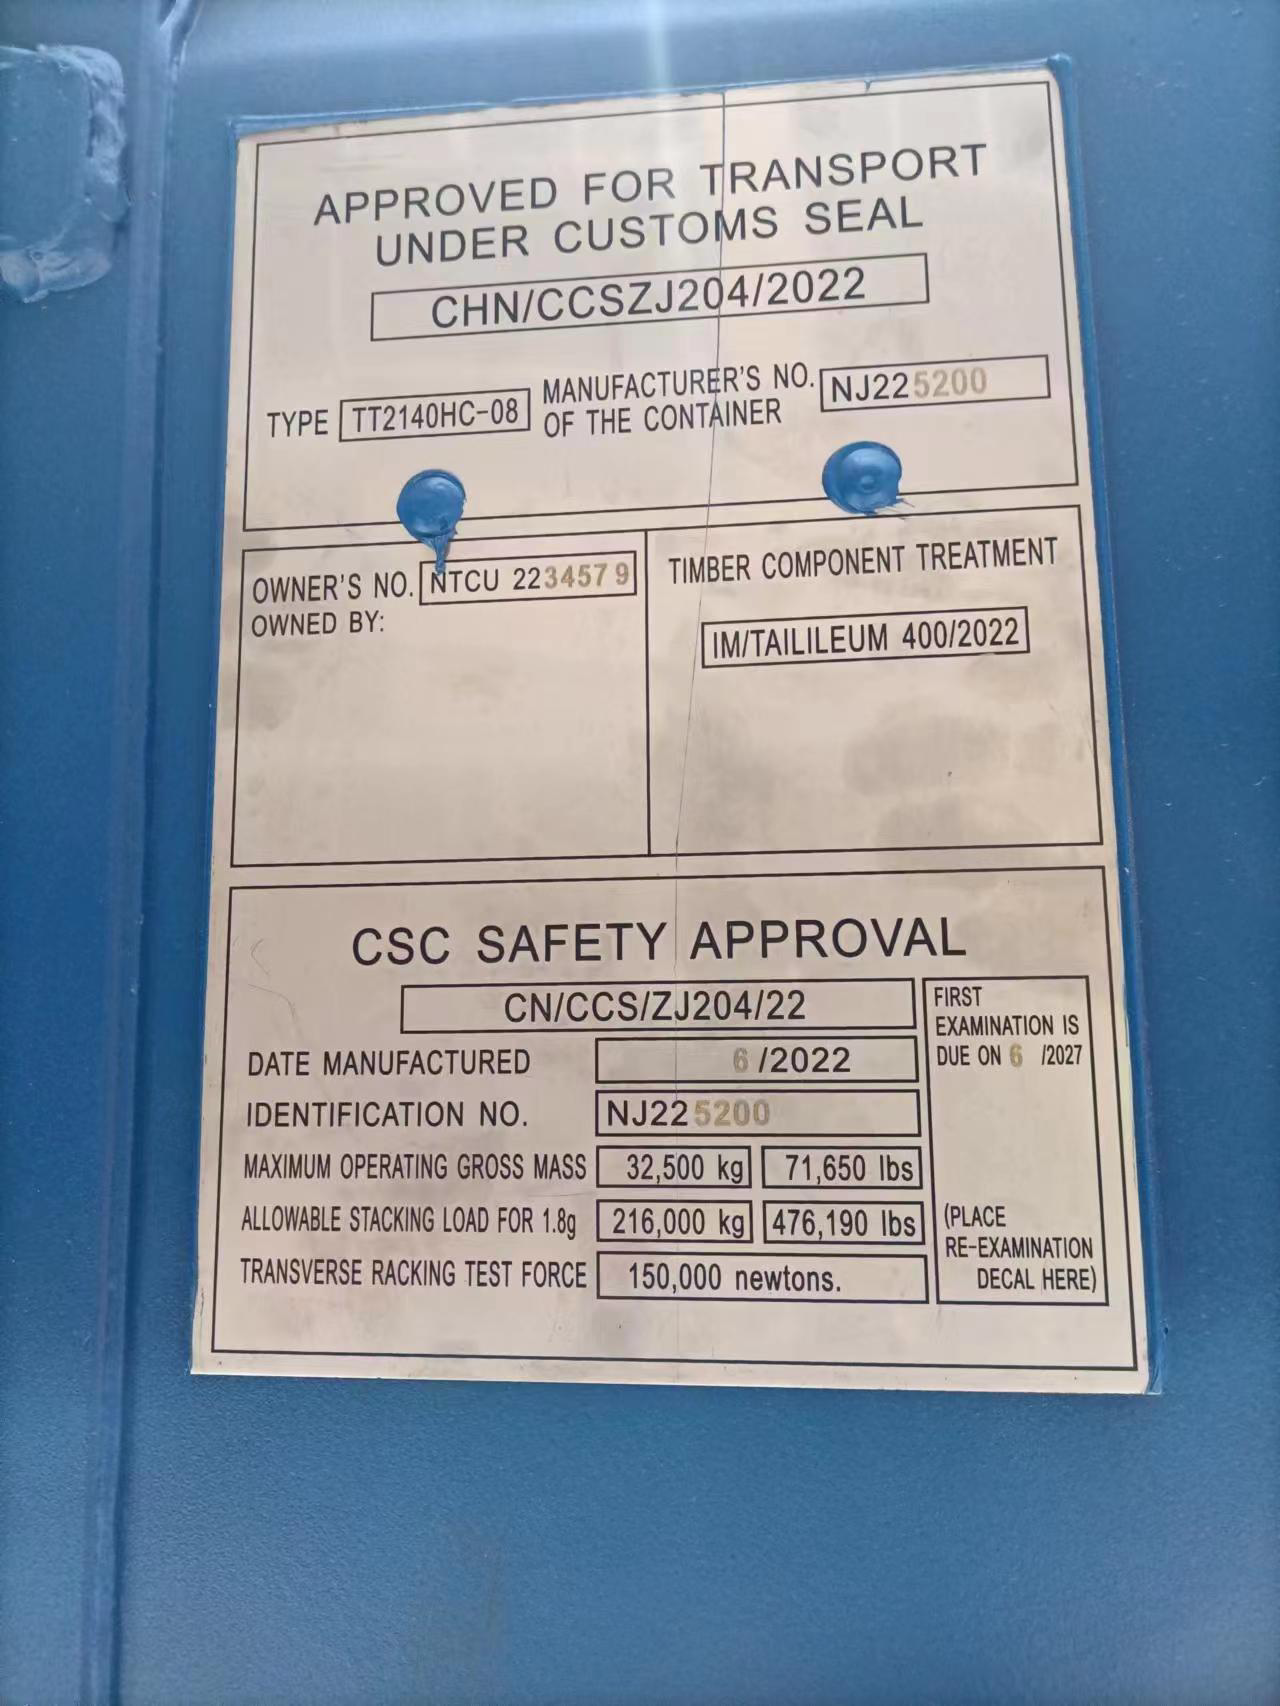 APPROVED FOR TRANSPORT
UNDER CUSTOMS SEAL
CHN/CCSZJ204/2022
TYPE TT2140HC-08
MANUFACTURER'S NO.
OF THE CONTAINER
NJ225200
OWNER'S NO. NTCU 2234579
OWNED BY:
TIMBER COMPONENT TREATMENT
IM/TAILILEUM 400/2022
CSC SAFETY APPROVAL
CN/CCS/ZJ204/22
DATE MANUFACTURED 6/2022
IDENTIFICATION NO. NJ225200
MAXIMUM OPERATING GROSS MASS 32,500 kg 71,650 lbs
ALLOWABLE STACKING LOAD FOR 1.8g 216,000 kg 476,190 lbs
TRANSVERSE RACKING TEST FORCE 150,000 newtons.
FIRST
EXAMINATION IS
DUE ON 6 /2027
(PLACE
RE-EXAMINATION
DECAL HERE)